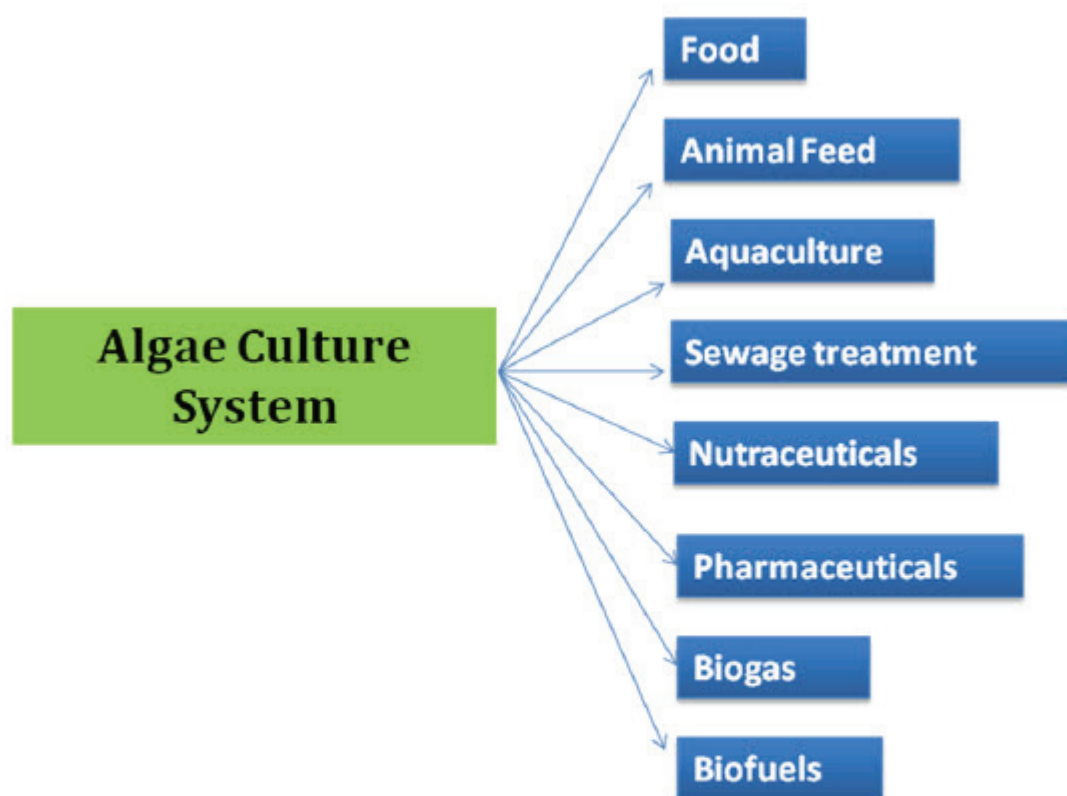 Food
Animal Feed
Aquaculture
Algae Culture
System
Sewage treatment
Nutraceuticals
Pharmaceuticals
Biogas
Biofuels